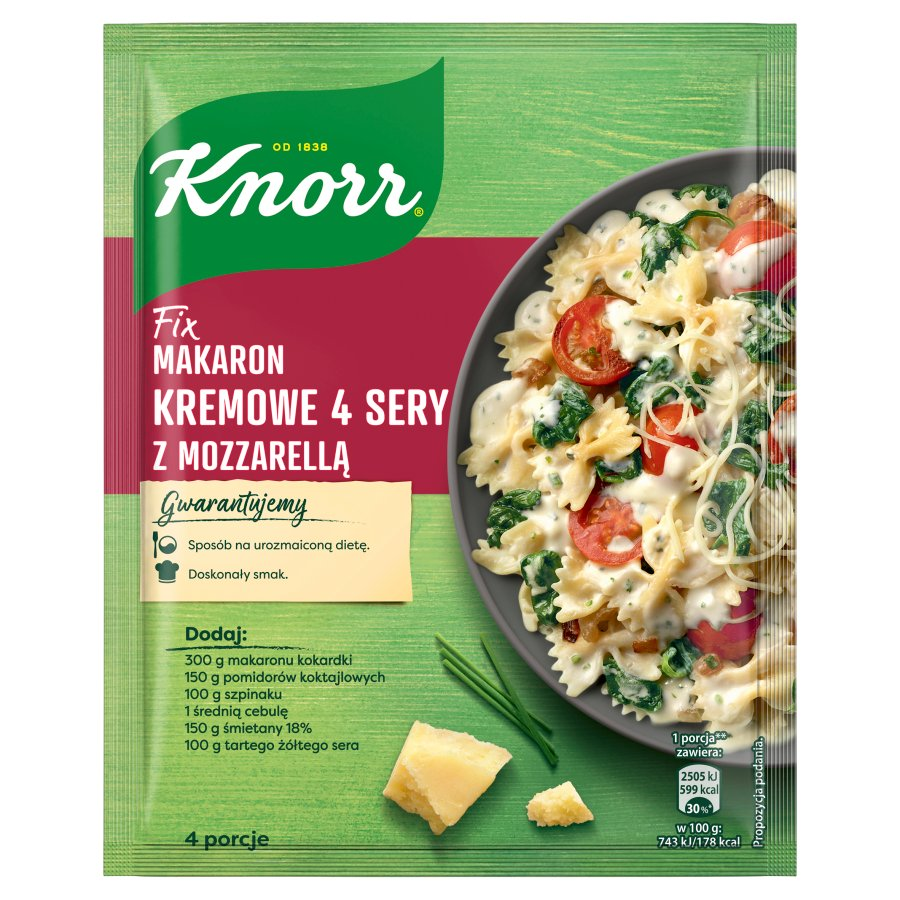 OD 1838
Knorr®
Fix
MAKARON
KREMOWE 4 SERY
Z MOZZARELLĄ
Gwarantujemy
Sposób na urozmaiconą dietę.
Doskonały smak.
Dodaj:
300 g makaronu kokardki
150 g pomidorów koktajlowych
100 g szpinaku
1 średnią cebulę
150 g śmietany 18%
100 g tartego żółtego sera
4 porcje
1 porcja**
zawiera:
2505 kJ
599 kcal
30%*
w 100 g:
743 kJ/178 kcal
Propozycja podania.